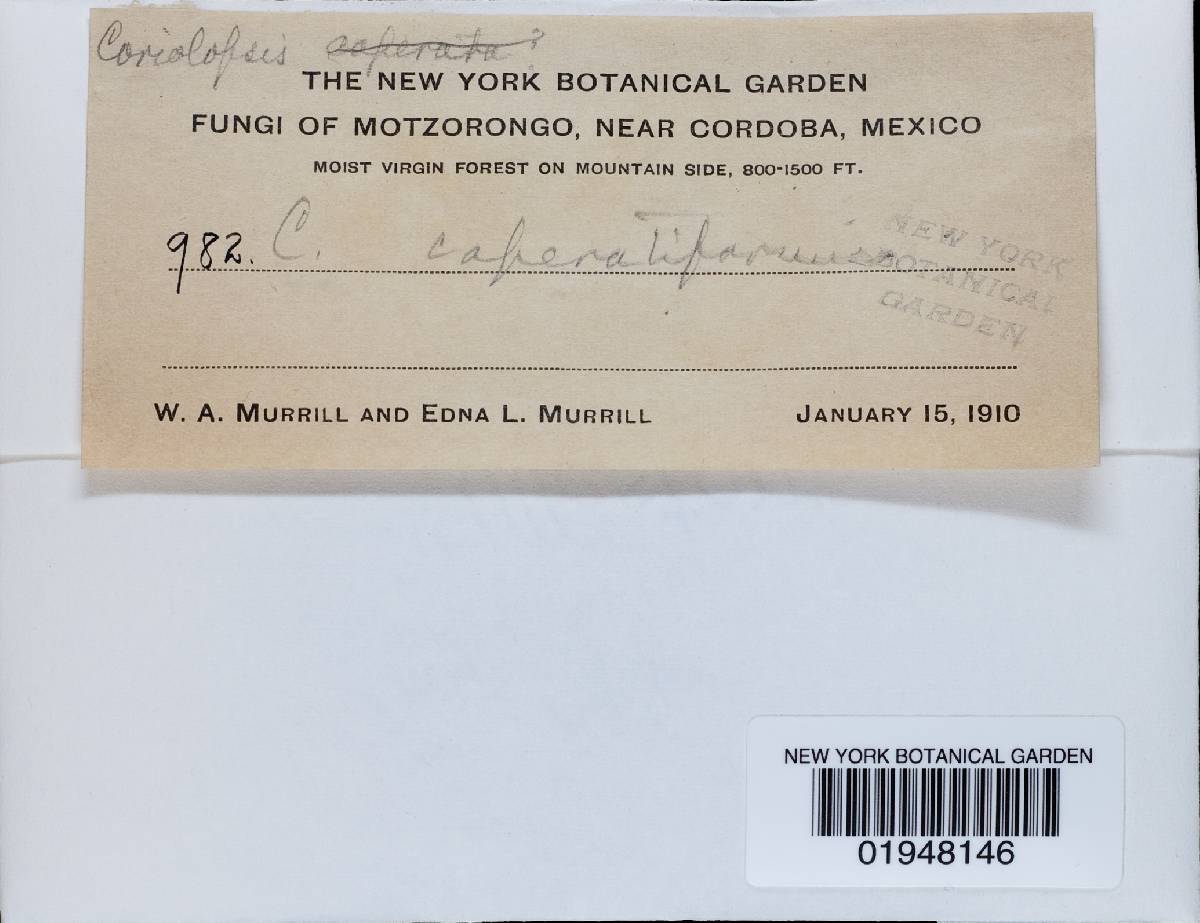 Coriolopsis caperata?
THE NEW YORK BOTANICAL GARDEN
FUNGI OF MOTZORONGO, NEAR CORDOBA, MEXICO
MOIST VIRGIN FOREST ON MOUNTAIN SIDE, 800-1500 FT.
982. C. caperatiformis
NEW YORK
BOTANICAL
GARDEN
W. A. MURRILL AND EDNA L. MURRILL JANUARY 15, 1910
NEW YORK BOTANICAL GARDEN
01948146